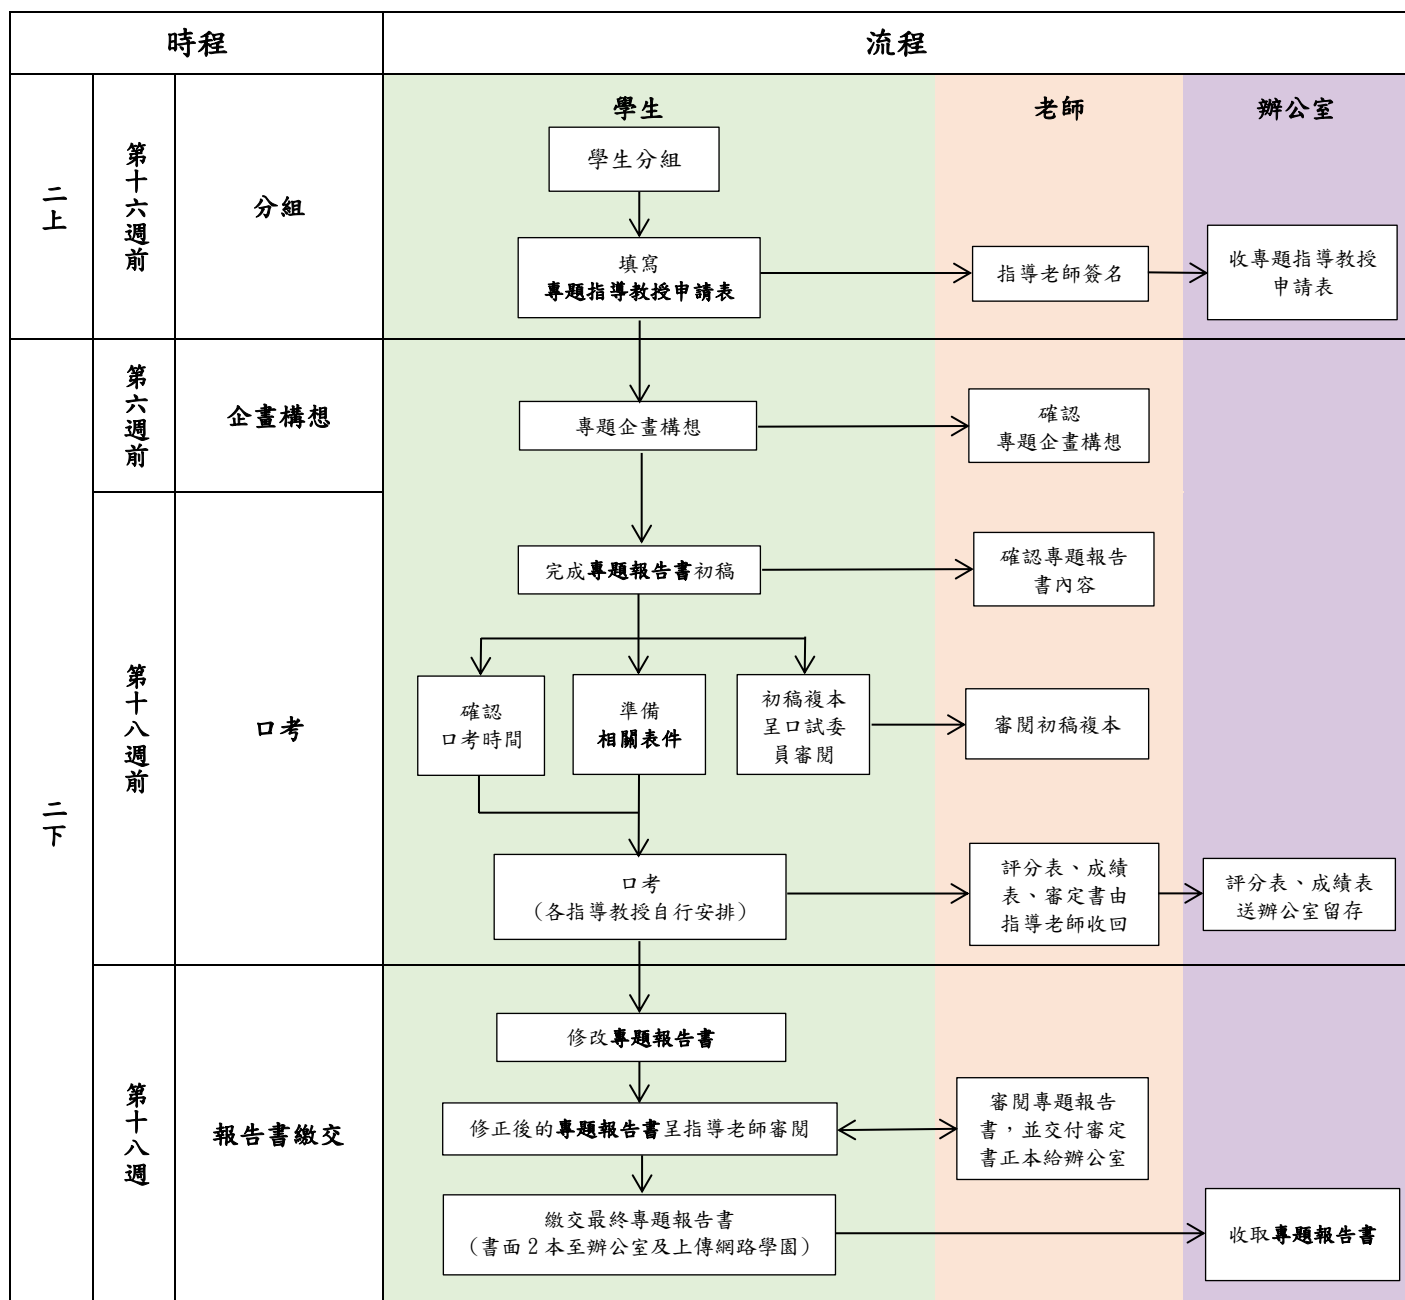 時程
流程
學生
老師
辦公室
二上
第十六週前
分組
學生分組
填寫
專題指導教授申請表
指導老師簽名
收專題指導教授
申請表
二下
第六週前
企畫構想
專題企畫構想
確認
專題企畫構想
第十八週前
口考
完成專題報告書初稿
確認專題報告
書內容
確認
口考時間
準備
相關表件
初稿複本
呈口試委
員審閱
審閱初稿複本
口考
（各指導教授自行安排）
評分表、成績
表、審定書由
指導老師收回
評分表、成績表
送辦公室留存
第十八週
報告書繳交
修改專題報告書
修正後的專題報告書呈指導老師審閱
審閱專題報告
書，並交付審定
書正本給辦公室
繳交最終專題報告書
（書面2本至辦公室及上傳網路學園）
收取專題報告書